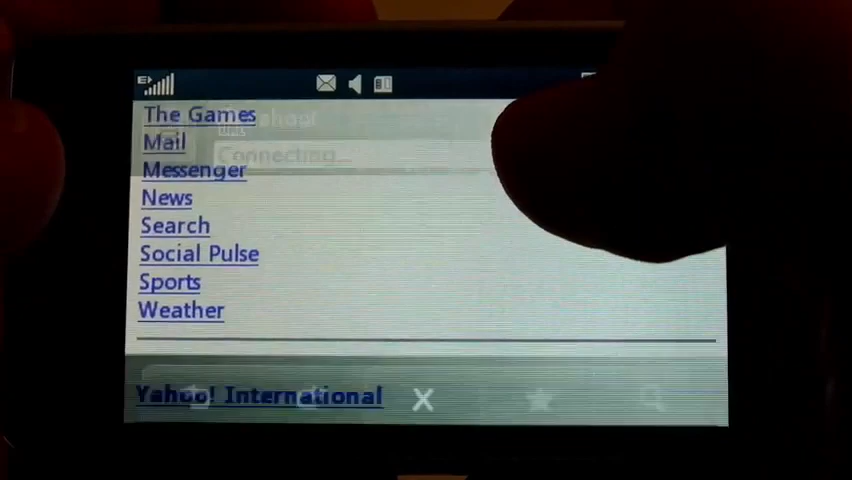 The Games
Mail
Connecting...
Messenger
News
Search
Social Pulse
Sports
Weather
Yahoo! International